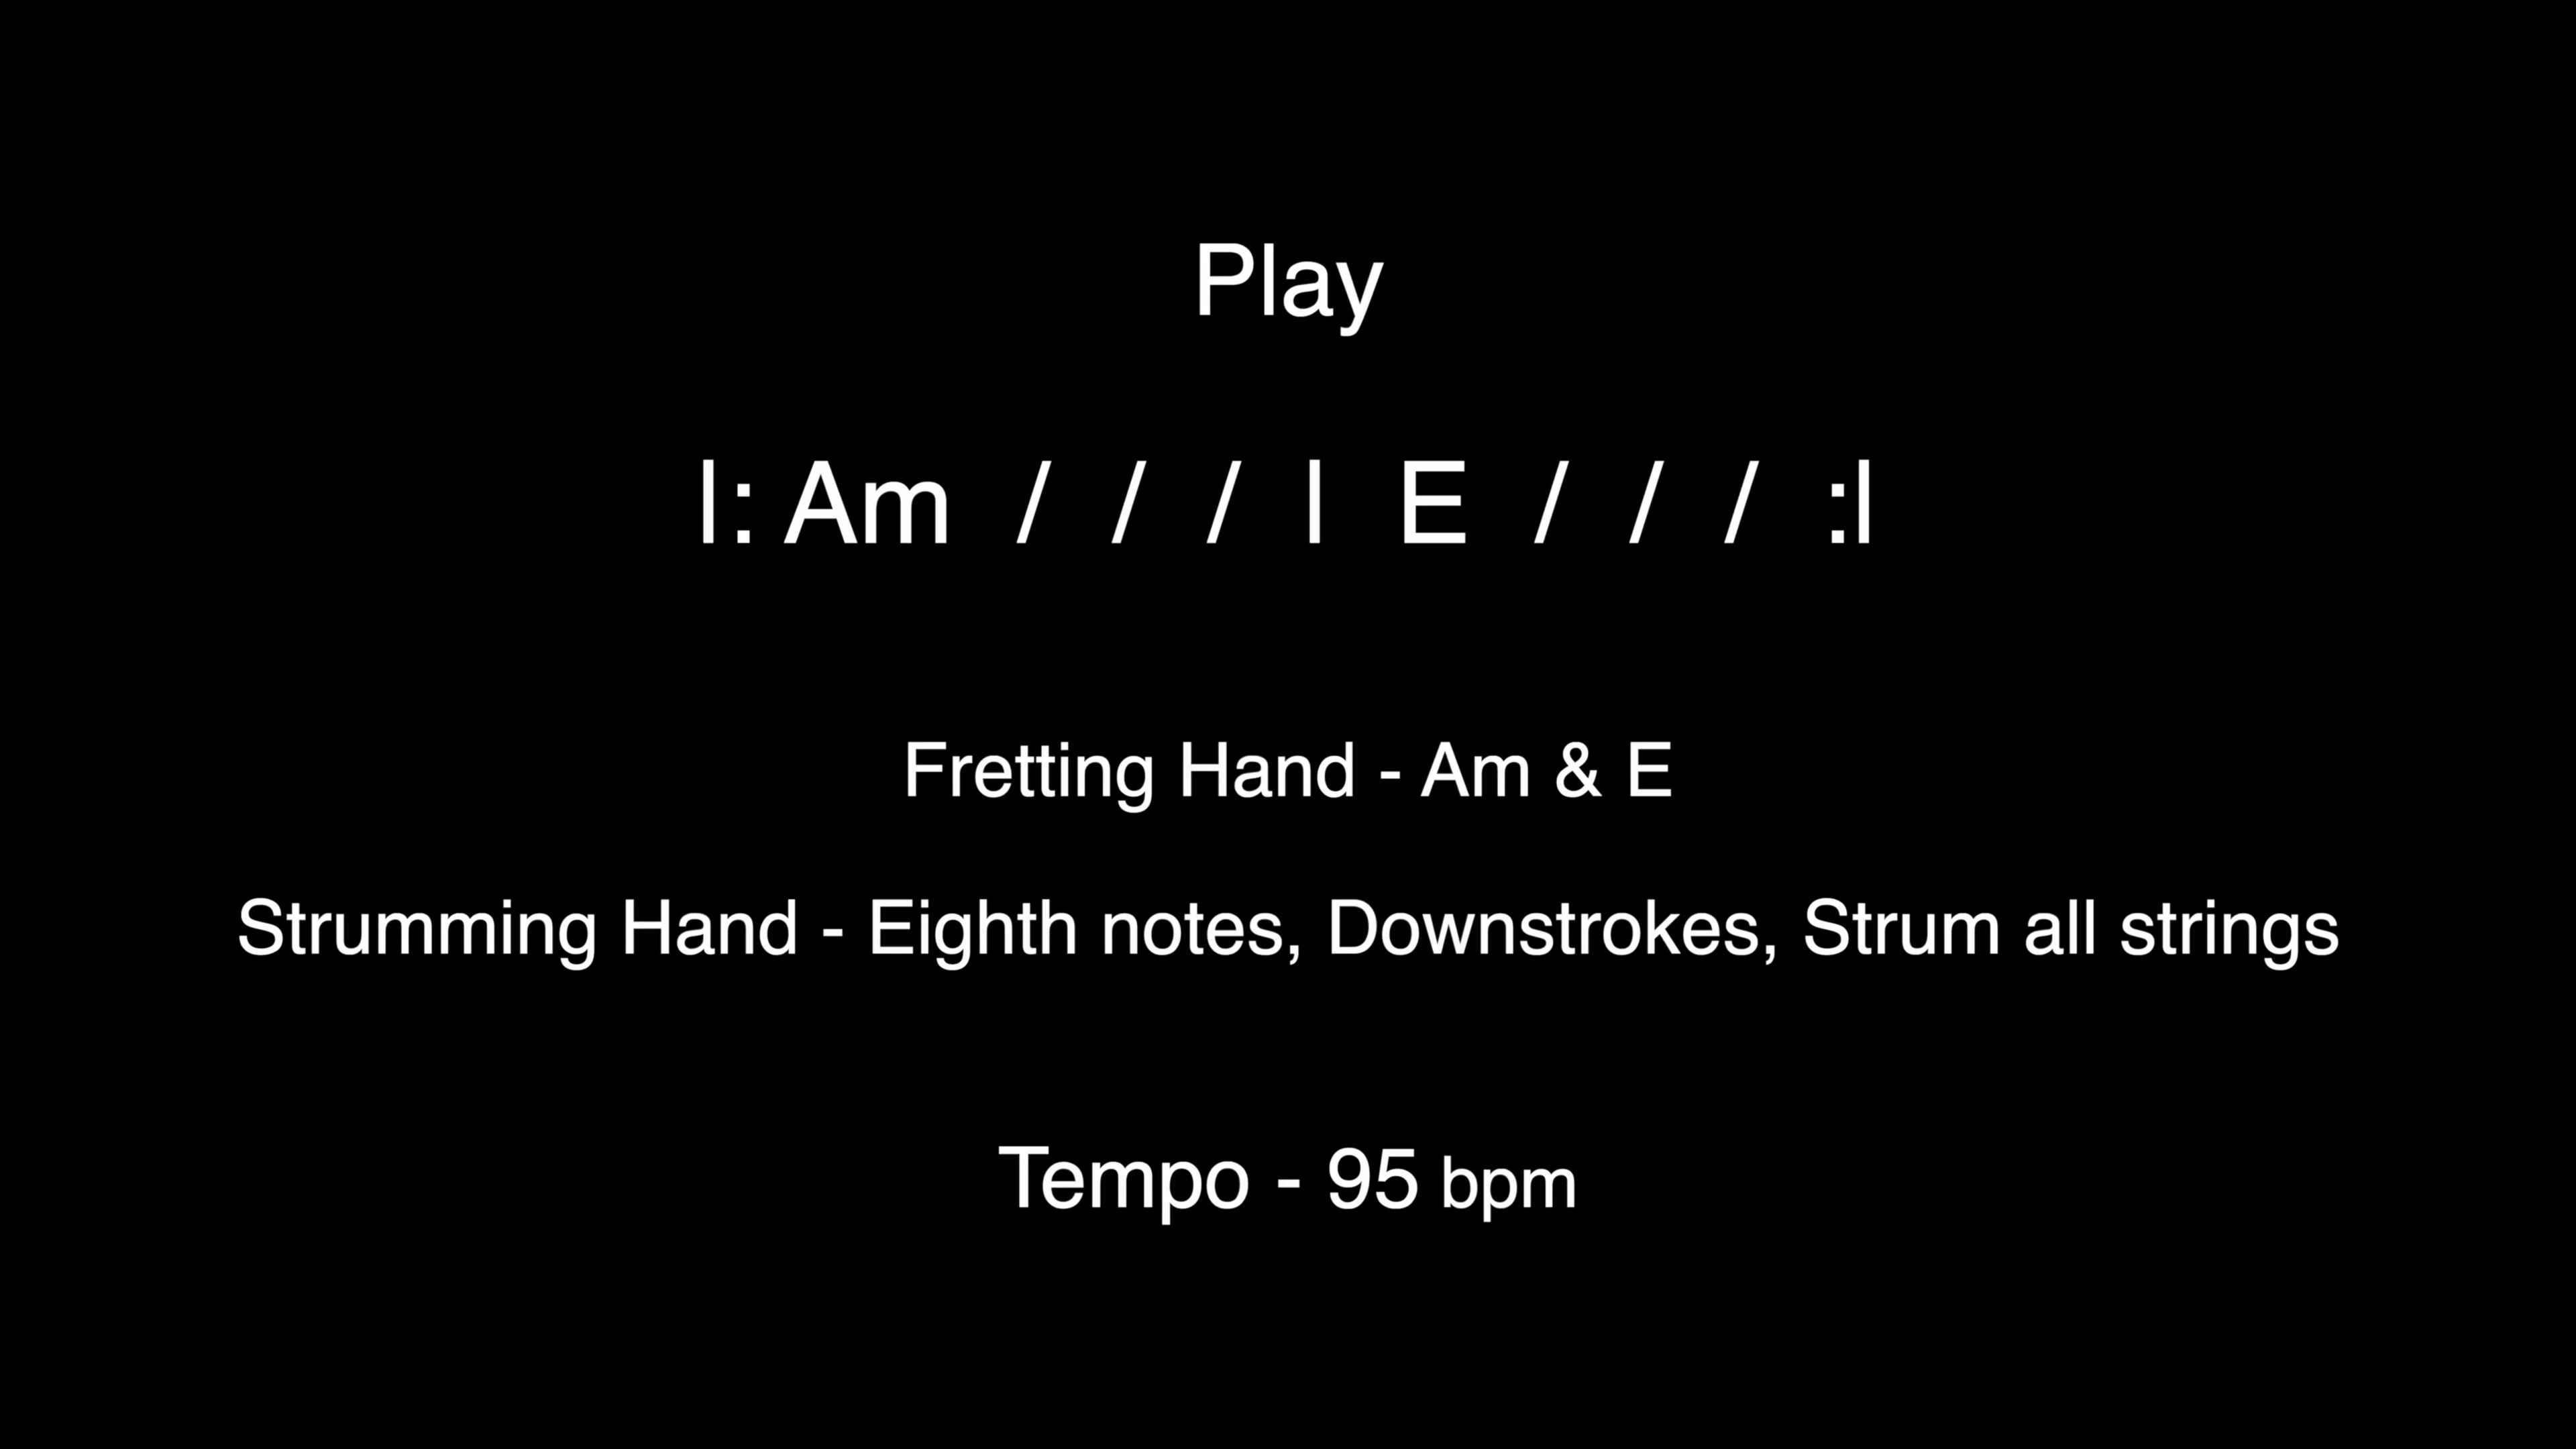 Play
|: Am / / / | E / / / :|
Fretting Hand - Am & E
Strumming Hand - Eighth notes, Downstrokes, Strum all strings
Tempo - 95 bpm